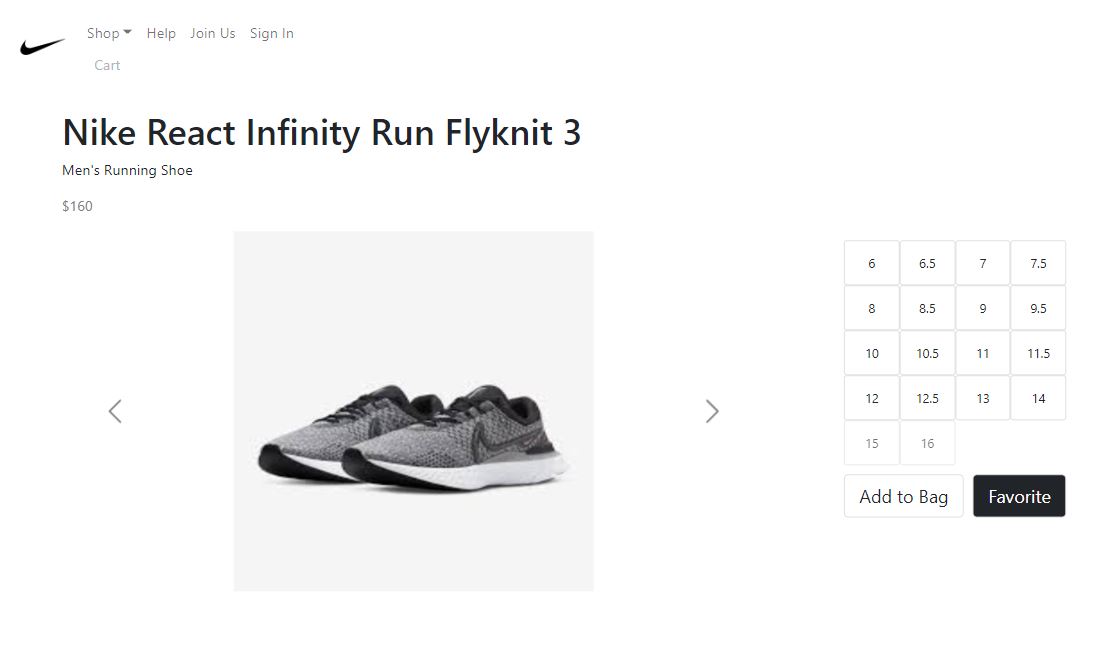 Shop Help Join Us Sign In
Cart
Nike React Infinity Run Flyknit 3
Men's Running Shoe
$160
6 6.5 7 7.5
8 8.5 9 9.5
10 10.5 11 11.5
12 12.5 13 14
15 16
Add to Bag Favorite